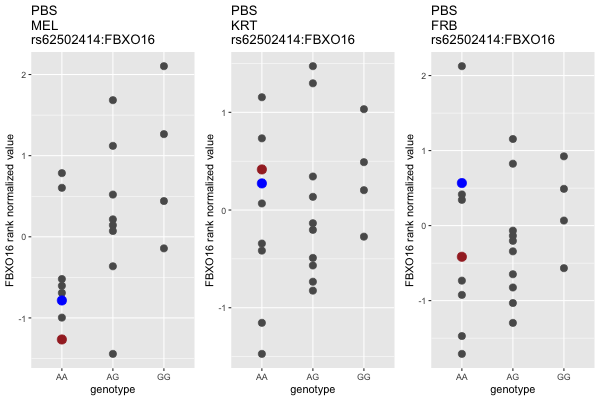 PBS
MEL
rs62502414:FBXO16
FBXO16 rank normalized value
2
1
0
-1
AA AG GG
genotype
PBS
KRT
rs62502414:FBXO16
FBXO16 rank normalized value
1
0
-1
AA AG GG
genotype
PBS
FRB
rs62502414:FBXO16
FBXO16 rank normalized value
2
1
0
-1
AA AG GG
genotype